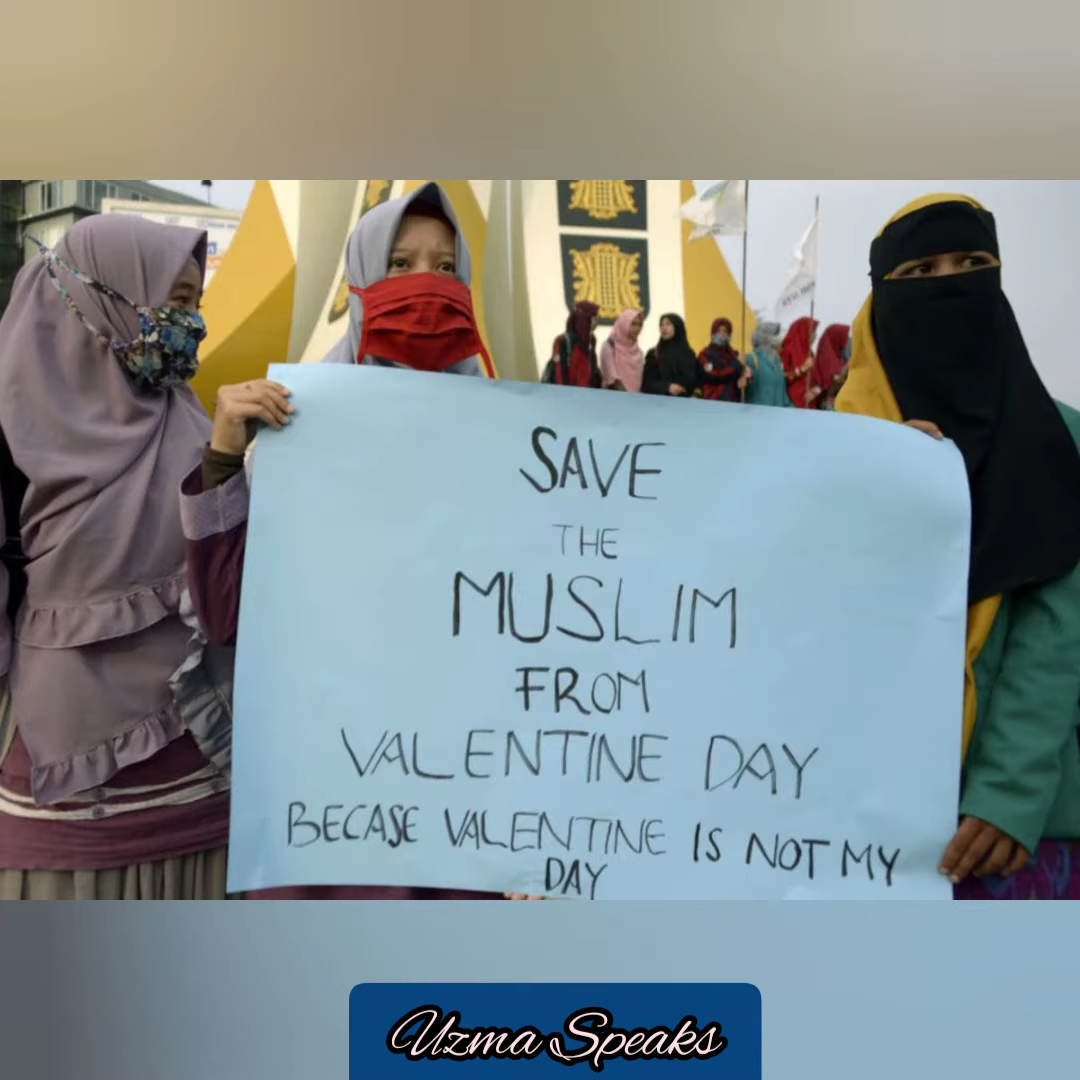 SAVE
THE
MUSLIM
FROM
VALENTINE DAY
BECASE VALENTINE IS NOT MY
DAY
Uzma Speaks